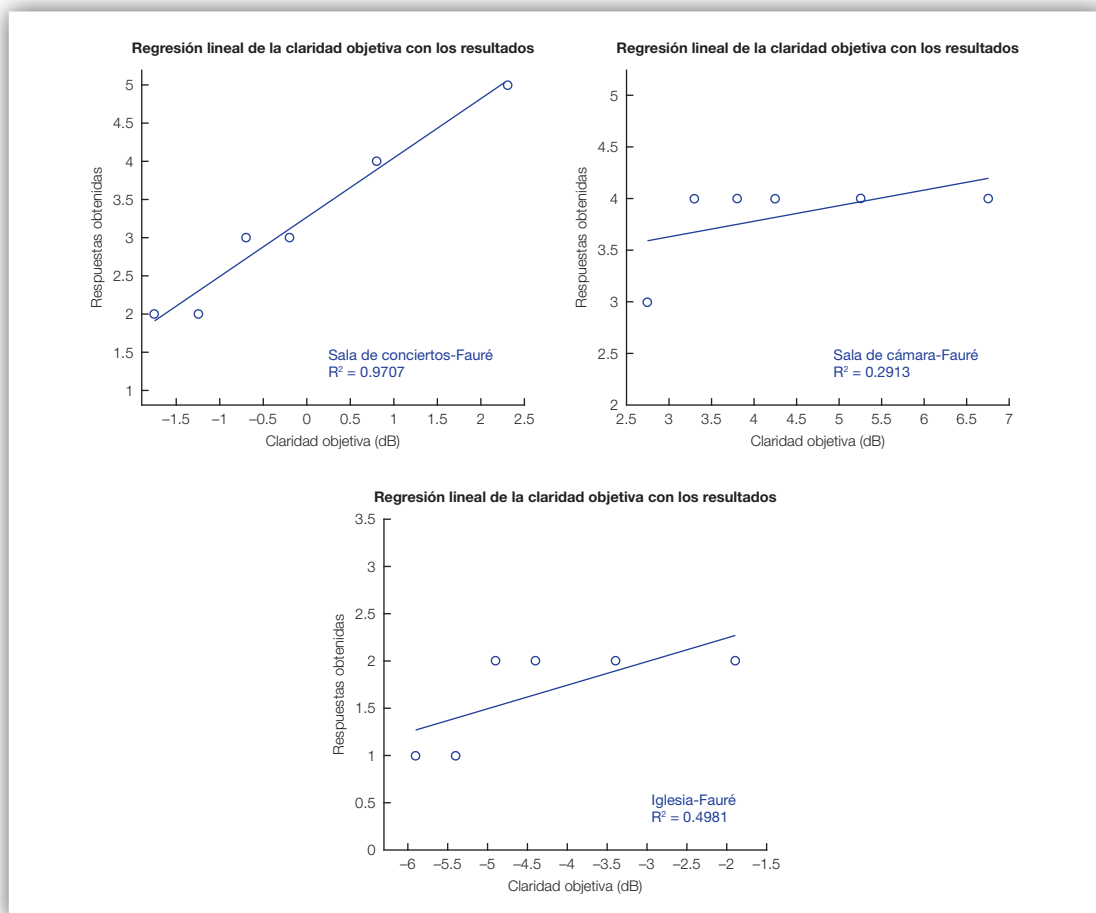 Regresión lineal de la claridad objetiva con los resultados
5
4.5
4
3.5
3
2.5
2
1.5
1
Respuestas obtenidas
Sala de conciertos-Fauré
R² = 0.9707
−1.5 −1 −0.5 0 0.5 1 1.5 2 2.5
Claridad objetiva (dB)
Regresión lineal de la claridad objetiva con los resultados
5
4.5
4
3.5
3
2.5
2
Respuestas obtenidas
Sala de cámara-Fauré
R² = 0.2913
2.5 3 3.5 4 4.5 5 5.5 6 6.5 7
Claridad objetiva (dB)
Regresión lineal de la claridad objetiva con los resultados
3.5
3
2.5
2
1.5
1
0.5
0
Respuestas obtenidas
Iglesia-Fauré
R² = 0.4981
−6 −5.5 −5 −4.5 −4 −3.5 −3 −2.5 −2 −1.5
Claridad objetiva (dB)